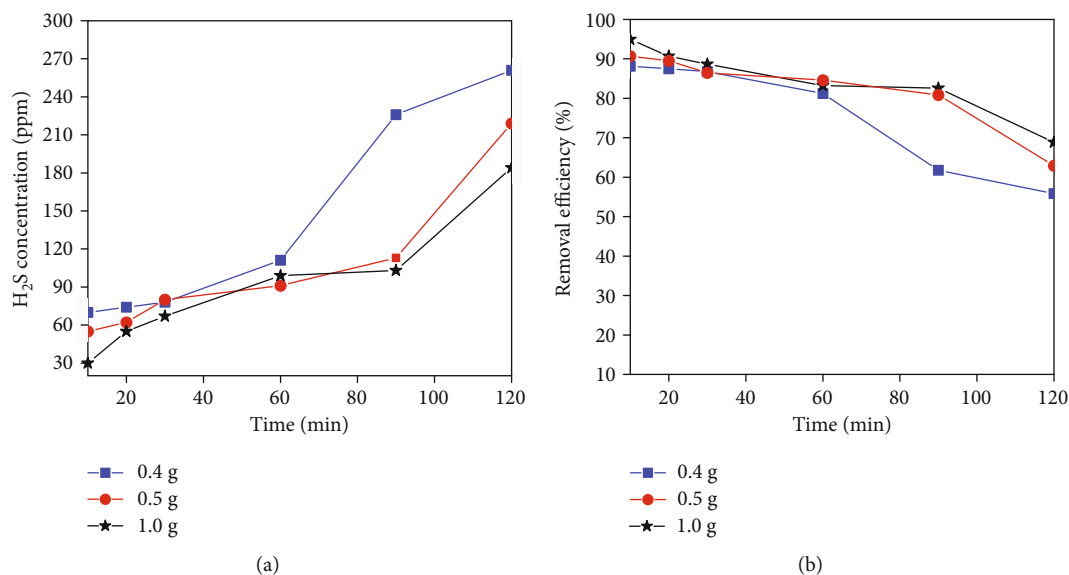 300
270
240
210
180
150
120
90
60
30
H2S concentration (ppm)
20 40 60 80 100 120
Time (min)
0.4 g
0.5 g
1.0 g
(a)
100
90
80
70
60
50
40
30
20
10
Removal efficiency (%)
20 40 60 80 100 120
Time (min)
0.4 g
0.5 g
1.0 g
(b)